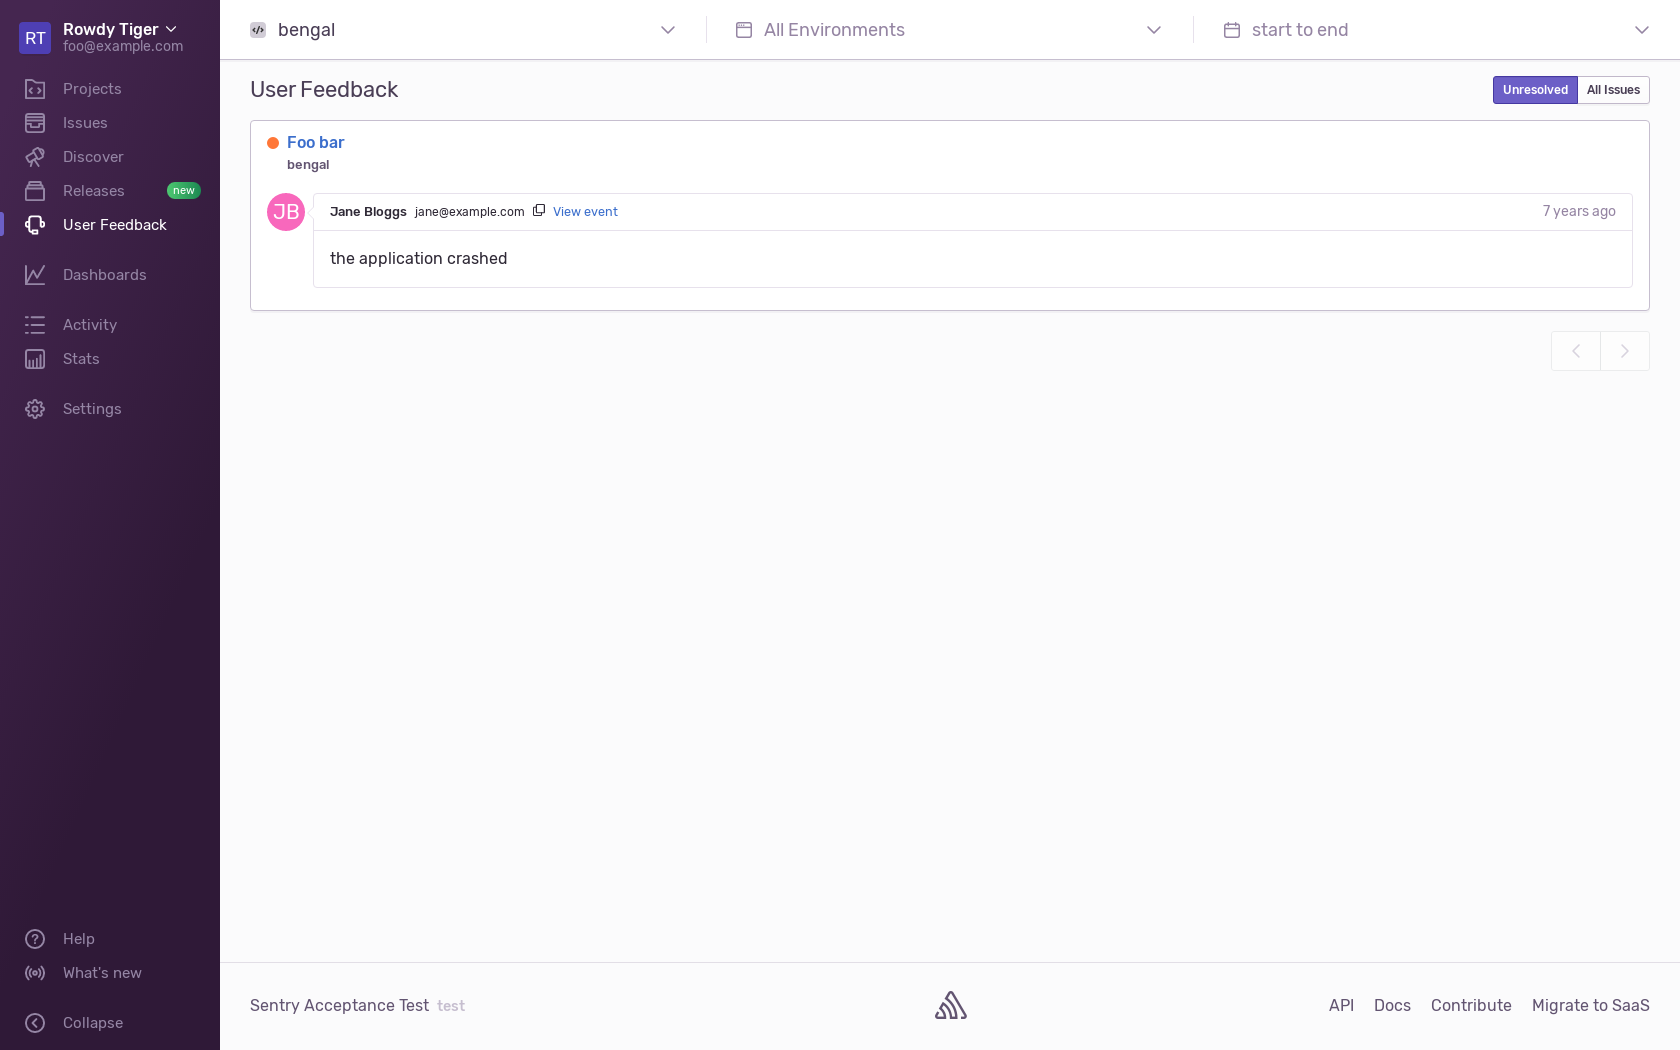 RT
Rowdy Tiger
foo@example.com
Projects
Issues
Discover
Releases new
User Feedback
Dashboards
Activity
Stats
Settings
Help
What's new
Collapse
bengal
All Environments
start to end
User Feedback
Unresolved
All Issues
Foo bar
bengal
JB
Jane Bloggs jane@example.com View event
7 years ago
the application crashed
Sentry Acceptance Test test
API
Docs
Contribute
Migrate to SaaS